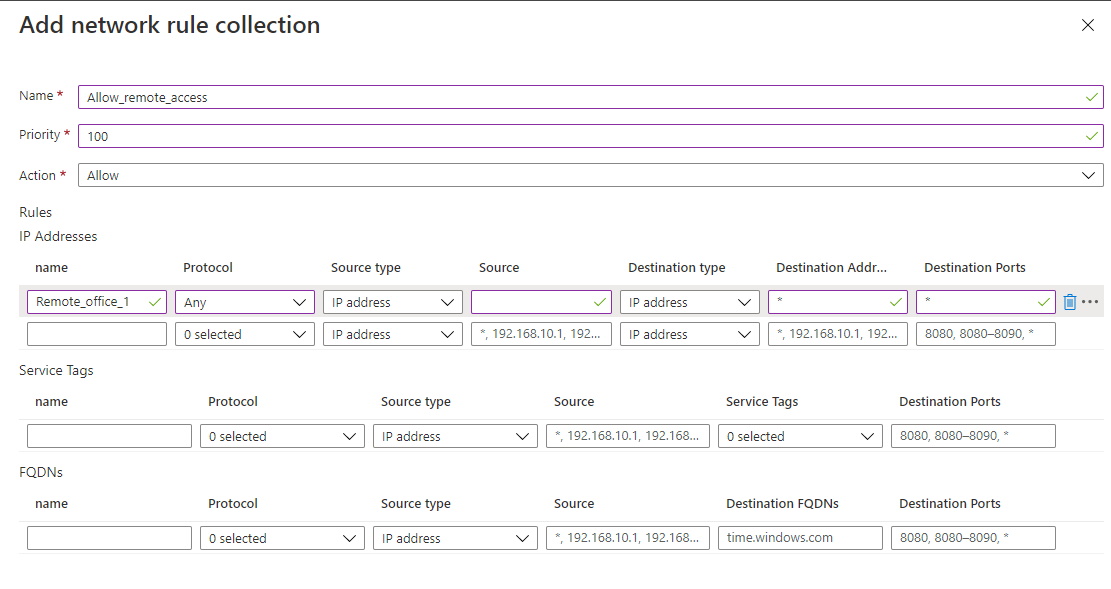 Add network rule collection
Name * Allow_remote_access
Priority * 100
Action * Allow
Rules
IP Addresses
name Protocol Source type Source Destination type Destination Addr... Destination Ports
Remote_office_1 Any IP address IP address * *
0 selected IP address *, 192.168.10.1, 192... IP address *, 192.168.10.1, 192... 8080, 8080–8090, *
Service Tags
name Protocol Source type Source Service Tags Destination Ports
0 selected IP address *, 192.168.10.1, 192.168... 0 selected 8080, 8080–8090, *
FQDNs
name Protocol Source type Source Destination FQDNs Destination Ports
0 selected IP address *, 192.168.10.1, 192.168... time.windows.com 8080, 8080–8090, *